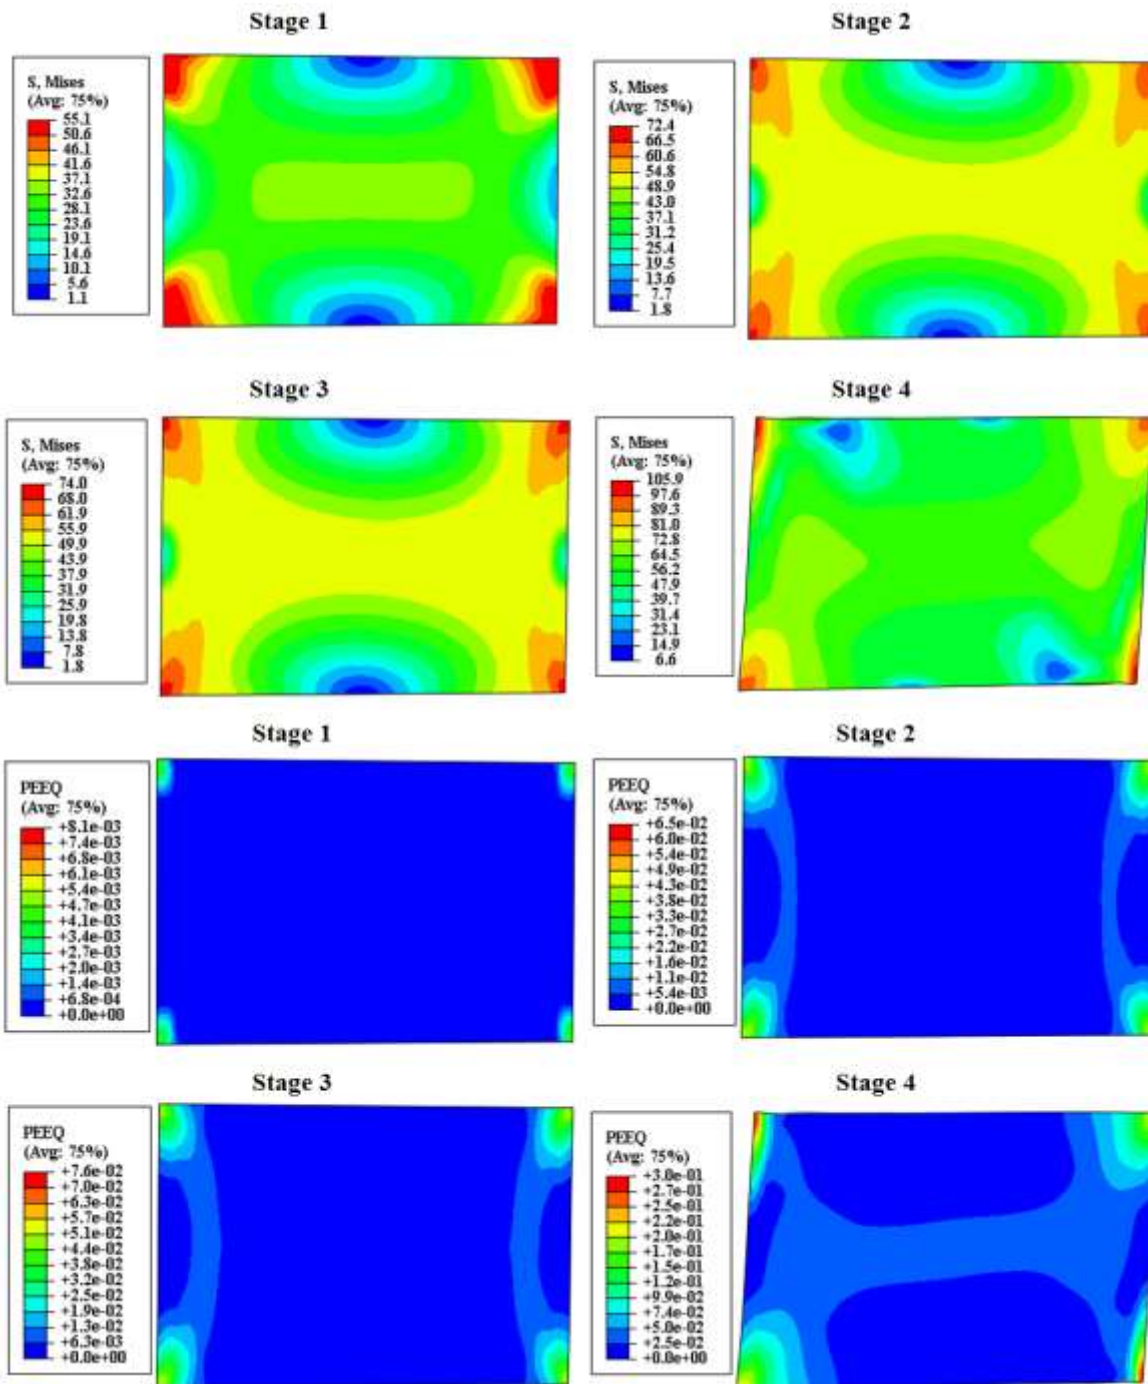 Stage 1
S, Mises
(Avg: 75%)
55.1
50.6
46.1
41.6
37.1
32.6
28.1
23.6
19.1
14.6
10.1
5.6
1.1
Stage 2
S, Mises
(Avg: 75%)
72.4
66.5
60.6
54.8
48.9
43.0
37.1
31.2
25.4
19.5
13.6
7.7
1.8
Stage 3
S, Mises
(Avg: 75%)
74.0
68.0
61.9
55.9
49.9
43.9
37.9
31.9
25.9
19.8
13.8
7.8
1.8
Stage 4
S, Mises
(Avg: 75%)
105.9
97.6
89.3
81.0
72.8
64.5
56.2
47.9
39.7
31.4
23.1
14.9
6.6
Stage 1
PEEQ
(Avg: 75%)
+8.1e-03
+7.4e-03
+6.8e-03
+6.1e-03
+5.4e-03
+4.7e-03
+4.1e-03
+3.4e-03
+2.7e-03
+2.0e-03
+1.4e-03
+6.8e-04
+0.0e+00
Stage 2
PEEQ
(Avg: 75%)
+6.5e-02
+6.0e-02
+5.4e-02
+4.9e-02
+4.3e-02
+3.8e-02
+3.3e-02
+2.7e-02
+2.2e-02
+1.6e-02
+1.1e-02
+5.4e-03
+0.0e+00
Stage 3
PEEQ
(Avg: 75%)
+7.6e-02
+7.0e-02
+6.3e-02
+5.7e-02
+5.1e-02
+4.4e-02
+3.8e-02
+3.2e-02
+2.5e-02
+1.9e-02
+1.3e-02
+6.3e-03
+0.0e+00
Stage 4
PEEQ
(Avg: 75%)
+3.0e-01
+2.7e-01
+2.5e-01
+2.2e-01
+2.0e-01
+1.7e-01
+1.5e-01
+1.2e-01
+9.9e-02
+7.4e-02
+5.0e-02
+2.5e-02
+0.0e+00